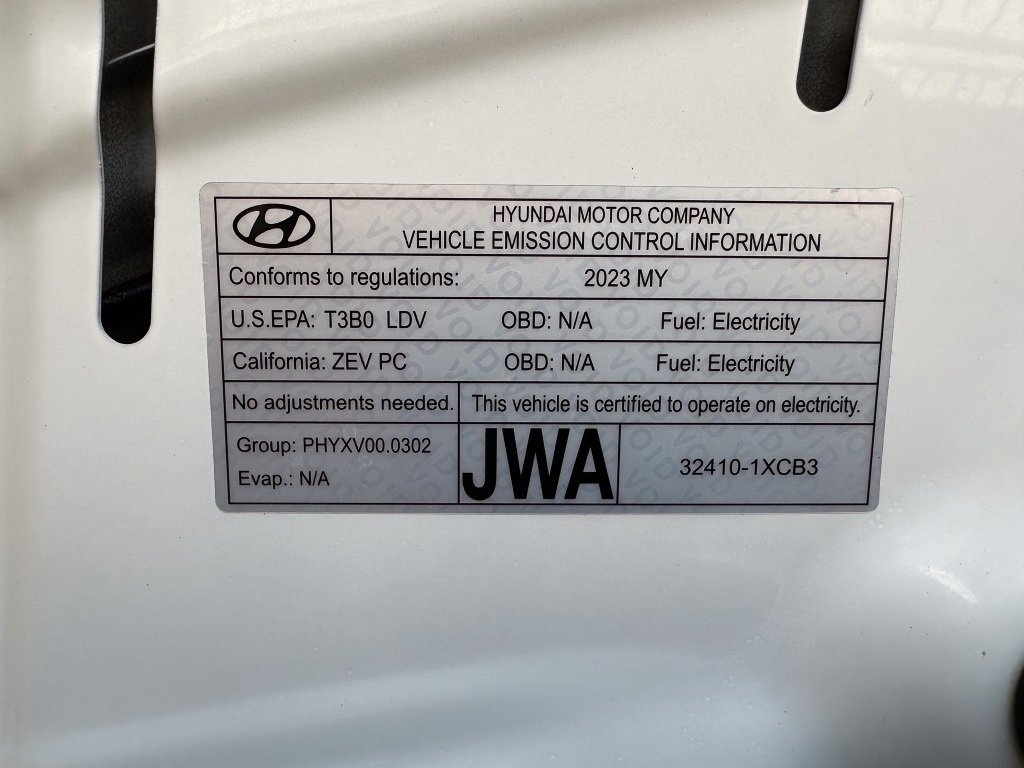 HYUNDAI MOTOR COMPANY
VEHICLE EMISSION CONTROL INFORMATION
Conforms to regulations: 2023 MY
U.S.EPA: T3B0 LDV OBD: N/A Fuel: Electricity
California: ZEV PC OBD: N/A Fuel: Electricity
No adjustments needed. This vehicle is certified to operate on electricity.
Group: PHYXV00.0302
Evap.: N/A
JWA
32410-1XCB3